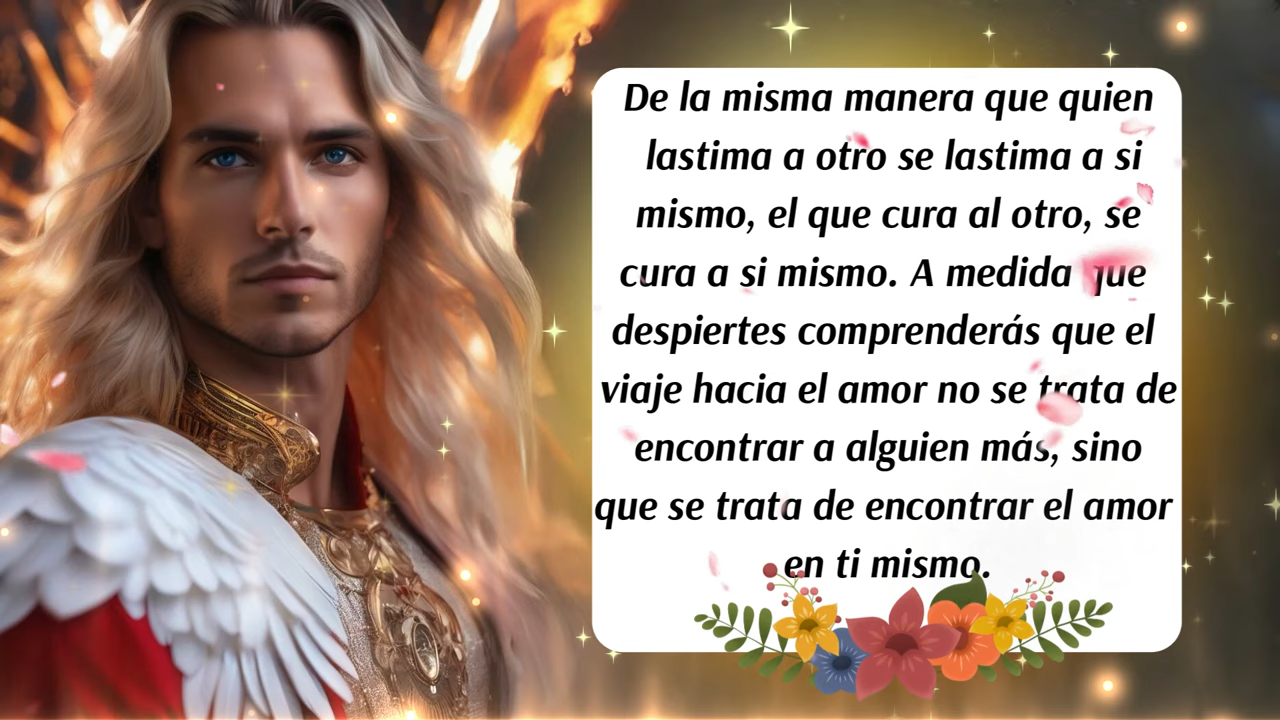 De la misma manera que quien
lastima a otro se lastima a si
mismo, el que cura al otro, se
cura a si mismo. A medida que
despiertes comprenderás que el
viaje hacia el amor no se trata de
encontrar a alguien más, sino
que se trata de encontrar el amor
en ti mismo.